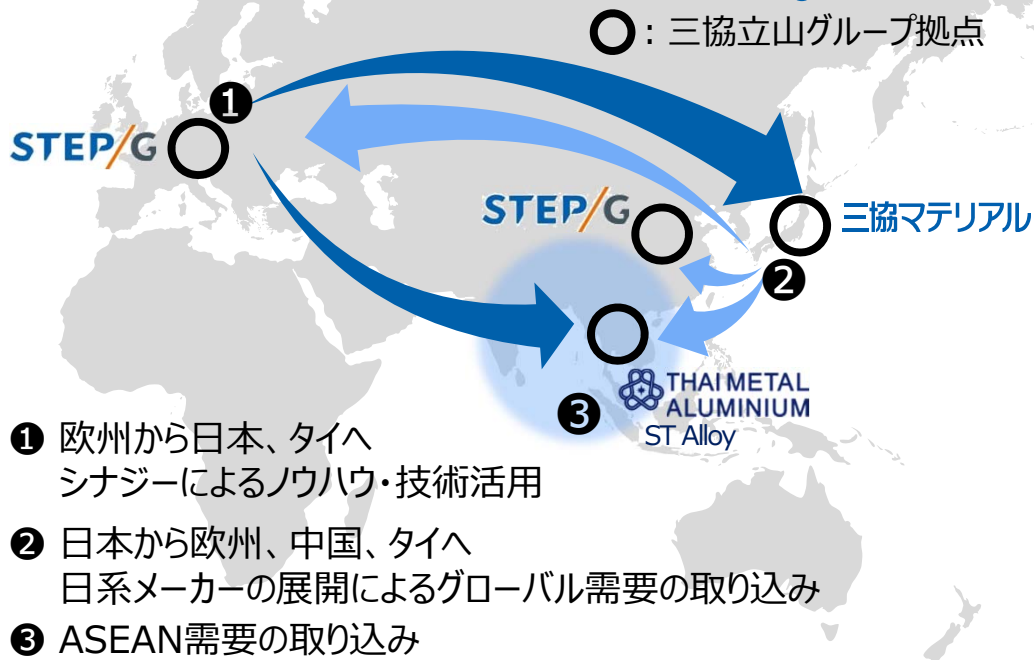 ：三協立山グループ拠点
❶
STEP/G
STEP/G
三協マテリアル
❷
THAI METAL
ALUMINIUM
❸
ST Alloy
❶ 欧州から日本、タイへ
シナジーによるノウハウ・技術活用
❷ 日本から欧州、中国、タイへ
日系メーカーの展開によるグローバル需要の取り込み
❸ ASEAN需要の取り込み